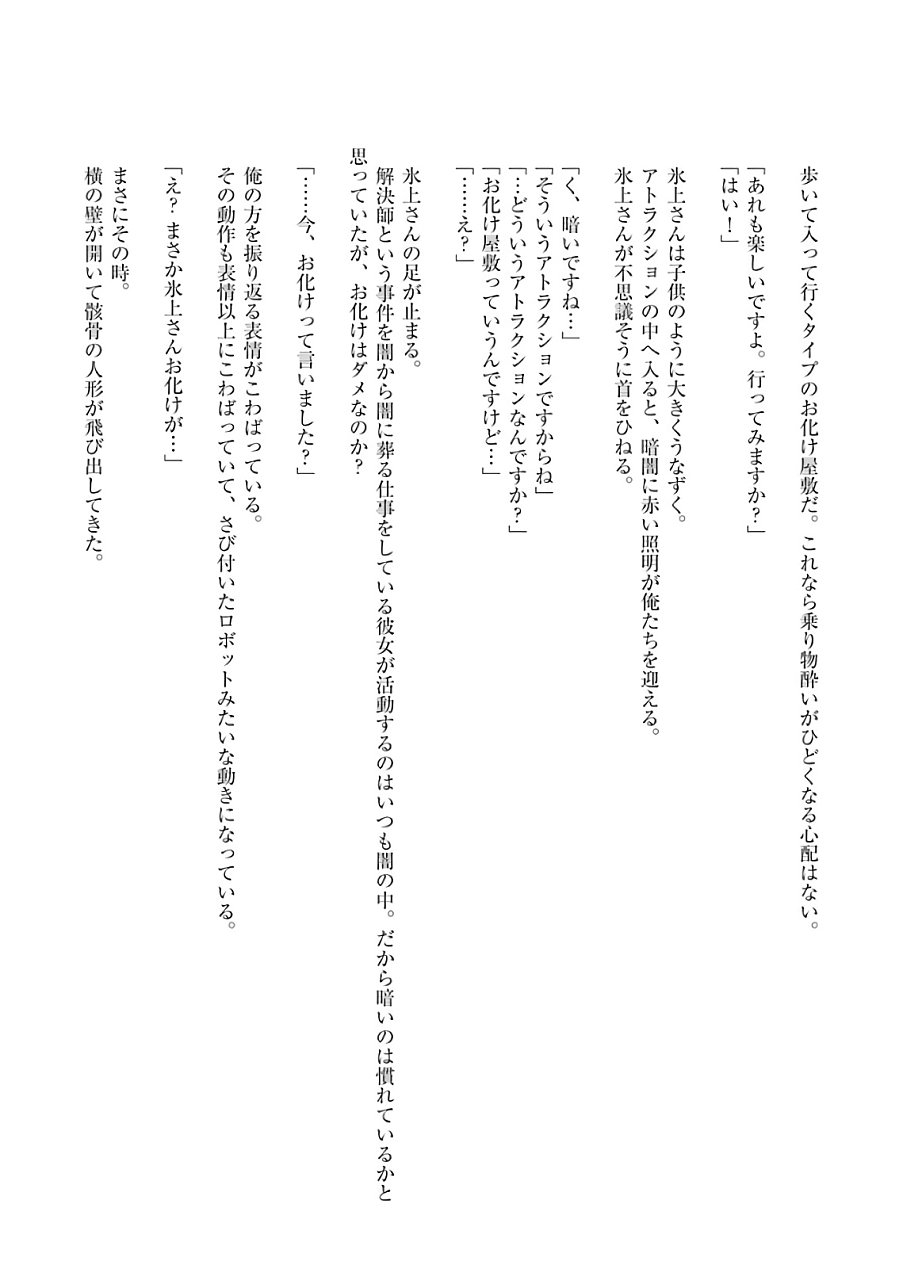 歩いて入って行くタイプのお化け屋敷だ。これなら乗り物酔いがひどくなる心配はない。
「あれも楽しいですよ。行ってみますか？」
「はい！」
氷上さんは子供のように大きくうなずく。
アトラクションの中へ入ると、暗闇に赤い照明が俺たちを迎える。
氷上さんが不思議そうに首をひねる。
「く、暗いですね…」
「そういうアトラクションですからね」
「…どういうアトラクションなんですか？」
「お化け屋敷っていうんですけど…」
「……え？」
氷上さんの足が止まる。
解決師という事件を闇から闇に葬る仕事をしている彼女が活動するのはいつも闇の中。だから暗いのは慣れているかと
思っていたが、お化けはダメなのか？
「……今、お化けって言いました？」
俺の方を振り返る表情がこわばっている。
その動作も表情以上にこわばっていて、さび付いたロボットみたいな動きになっている。
「え？まさか氷上さんお化けが…」
まさにその時。
横の壁が開いて骸骨の人形が飛び出してきた。